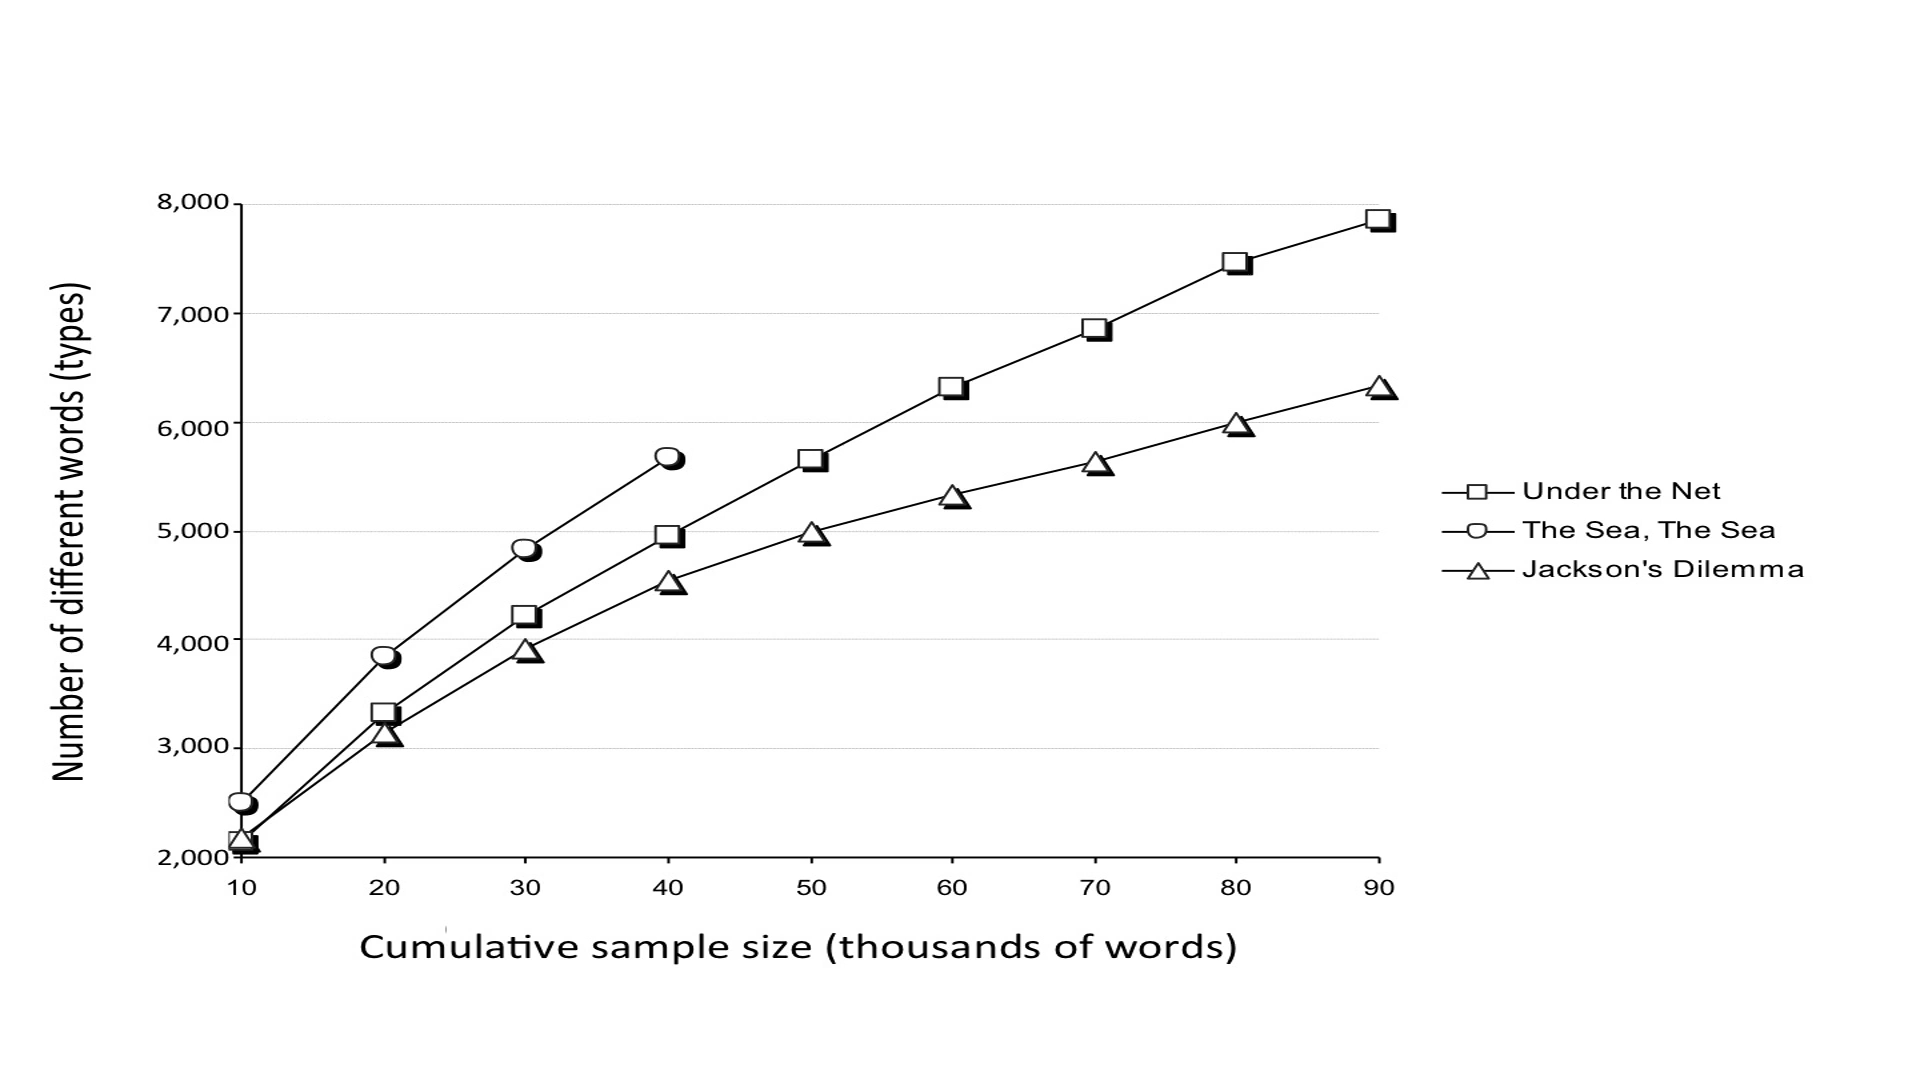 Number of different words (types)
8,000
7,000
6,000
5,000
4,000
3,000
2,000
10 20 30 40 50 60 70 80 90
Cumulative sample size (thousands of words)
Under the Net
The Sea, The Sea
Jackson's Dilemma